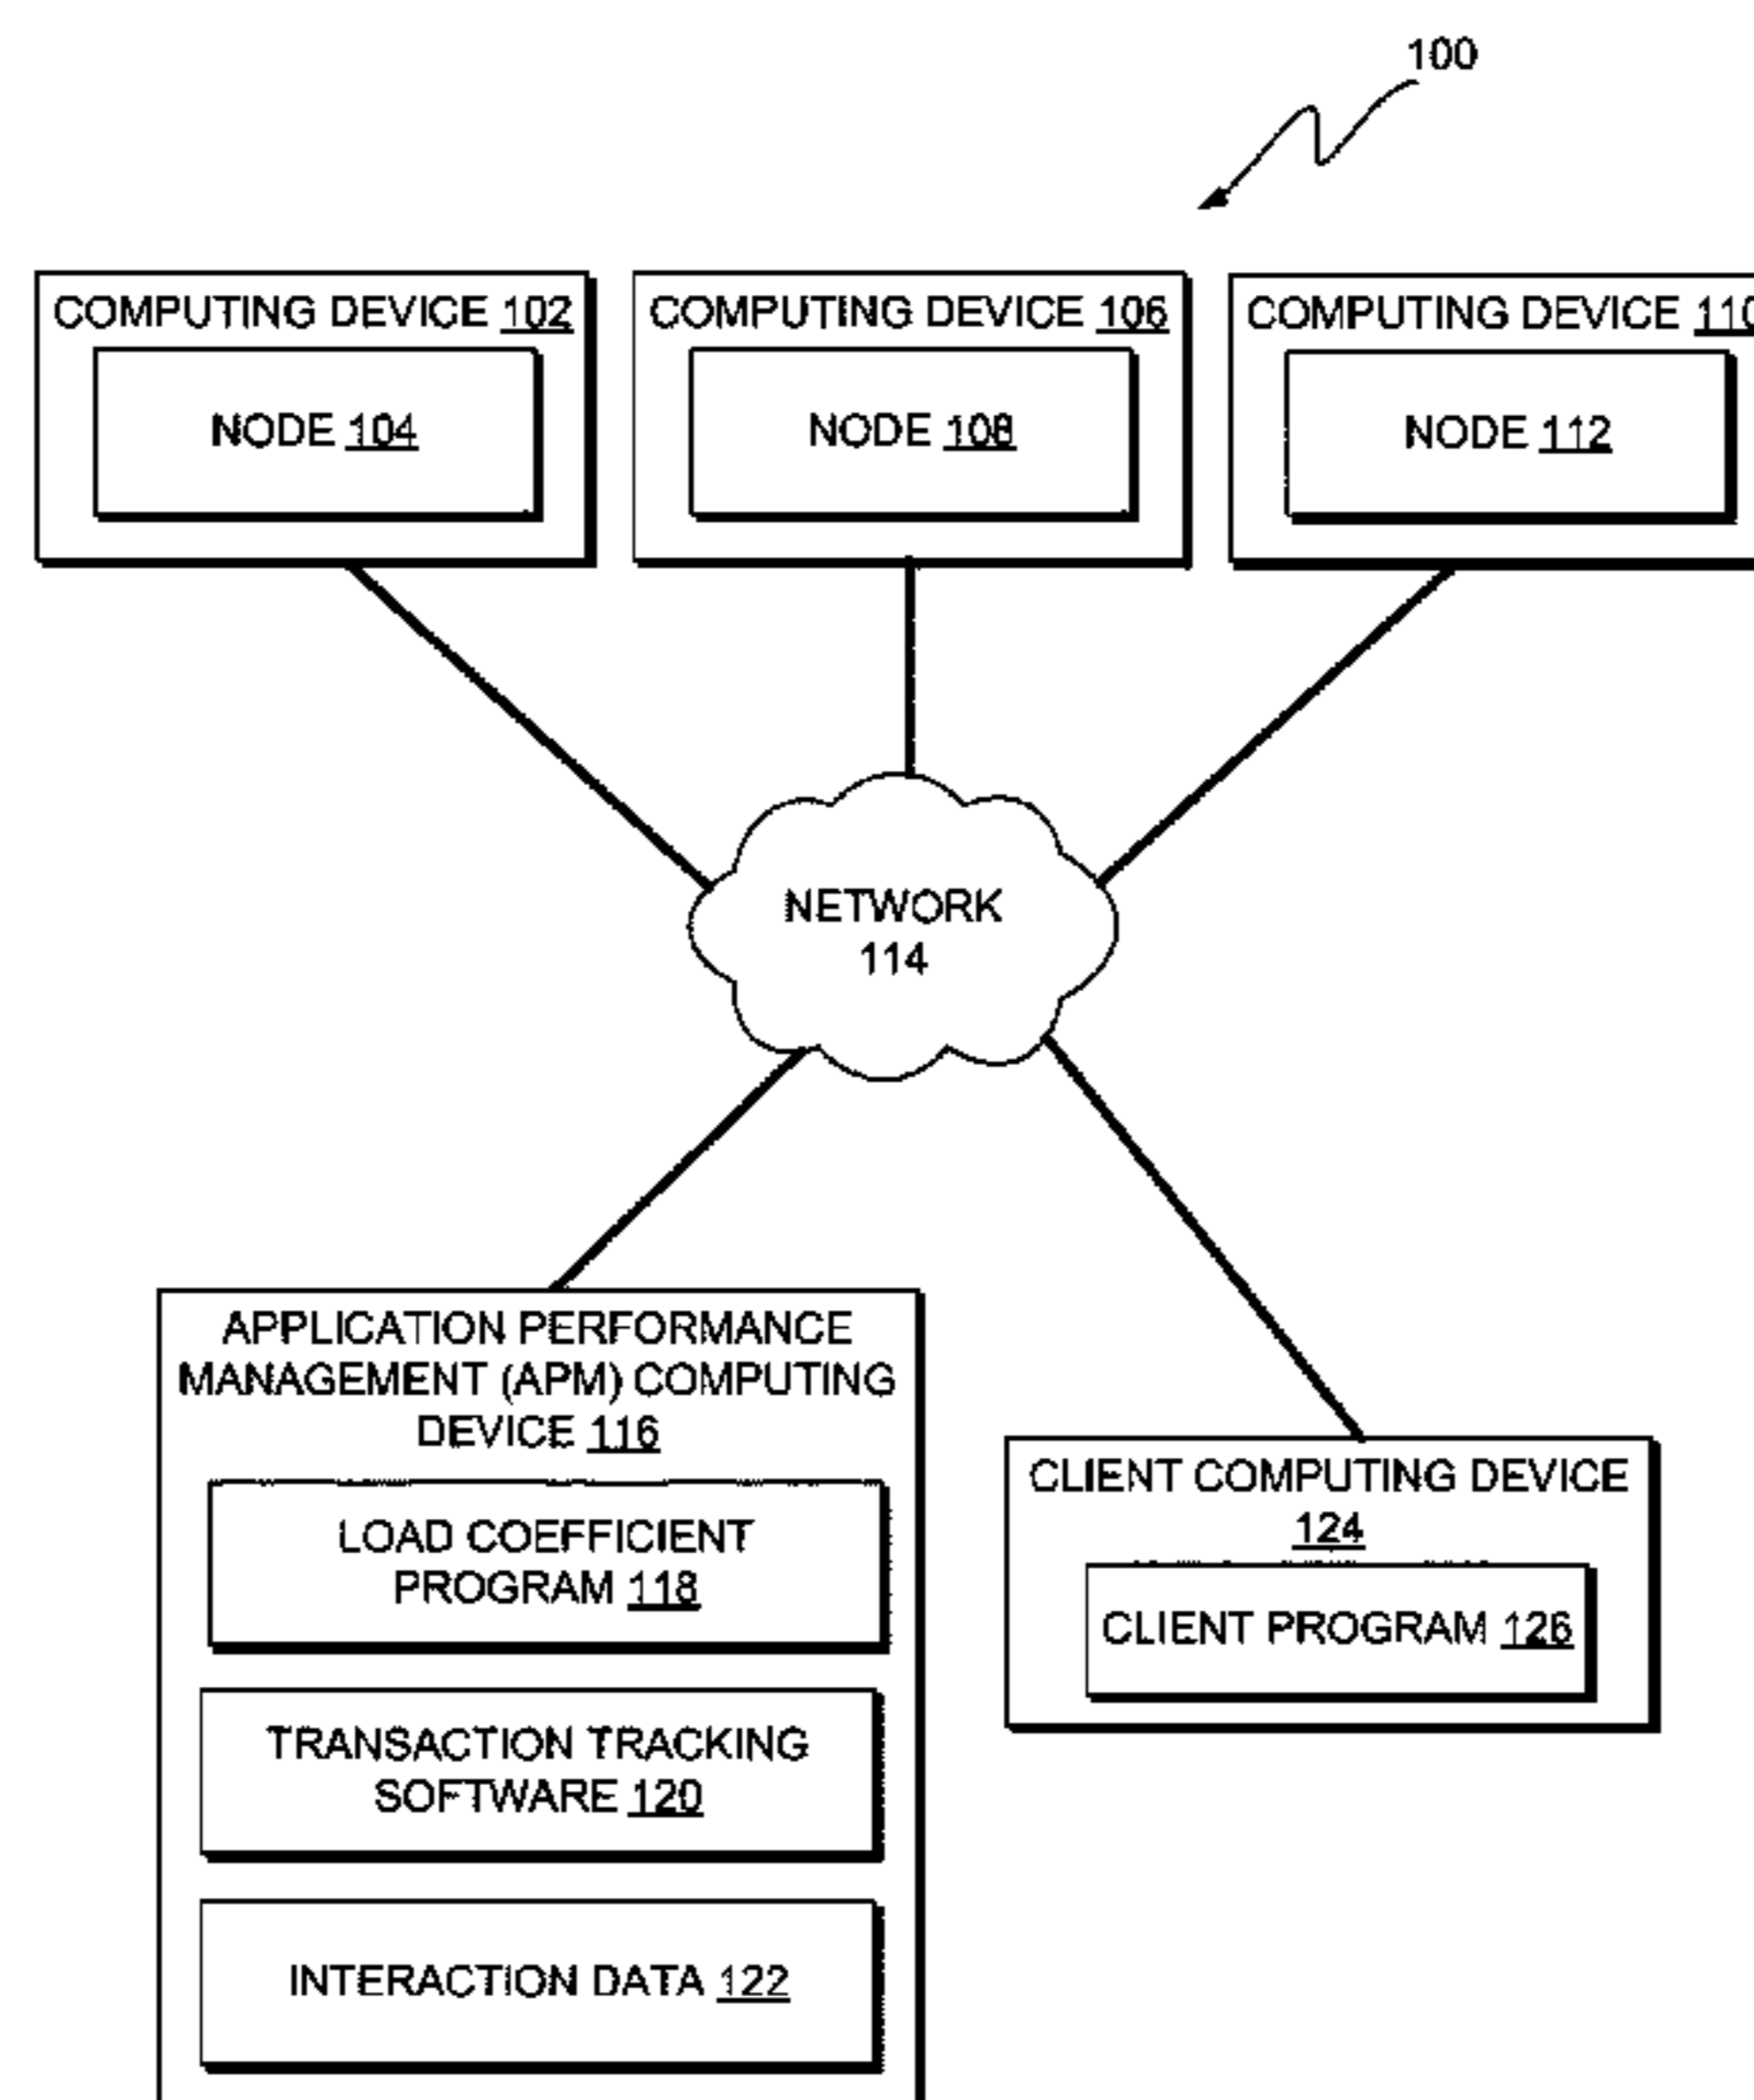 100
COMPUTING DEVICE 102
NODE 104
COMPUTING DEVICE 106
NODE 108
COMPUTING DEVICE 110
NODE 112
NETWORK
114
APPLICATION PERFORMANCE
MANAGEMENT (APM) COMPUTING
DEVICE 116
LOAD COEFFICIENT
PROGRAM 118
TRANSACTION TRACKING
SOFTWARE 120
INTERACTION DATA 122
CLIENT COMPUTING DEVICE
124
CLIENT PROGRAM 126